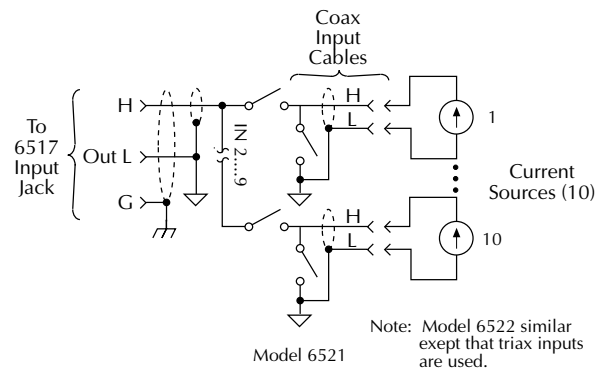 Coax
Input
Cables
H
H
L
1
To
6517
Input
Jack
Out L
G
IN 2....9
Current
Sources (10)
H
L
10
Model 6521
Note: Model 6522 similar
exept that triax inputs
are used.